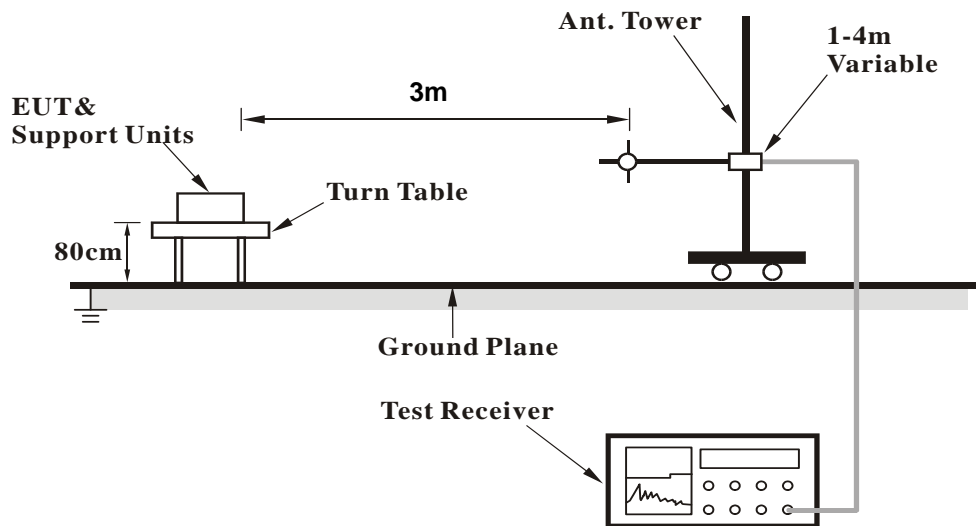 Ant. Tower
1-4m
Variable
3m
EUT&
Support Units
Turn Table
80cm
Ground Plane
Test Receiver